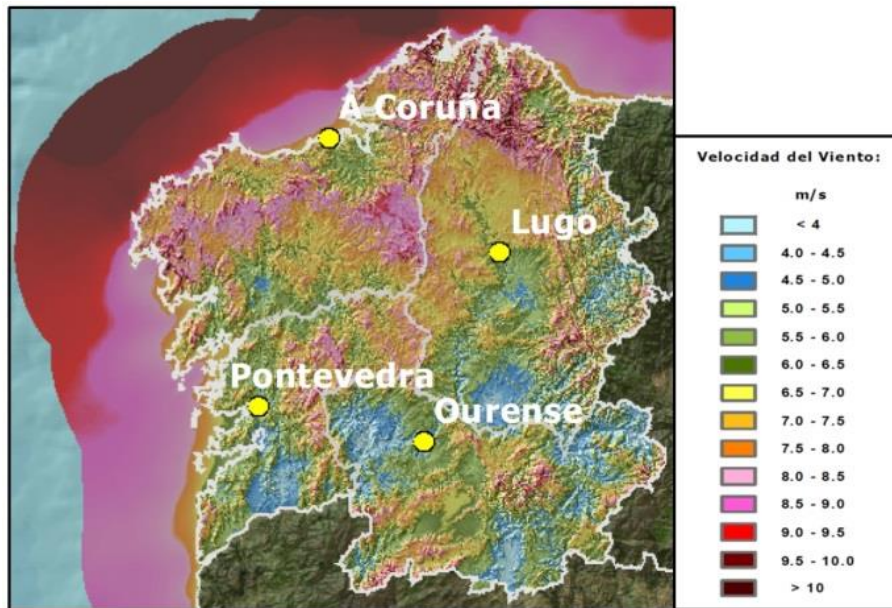 A Coruña
Lugo
Pontevedra
Ourense
Velocidad del Viento:
m/s
< 4
4.0 - 4.5
4.5 - 5.0
5.0 - 5.5
5.5 - 6.0
6.0 - 6.5
6.5 - 7.0
7.0 - 7.5
7.5 - 8.0
8.0 - 8.5
8.5 - 9.0
9.0 - 9.5
9.5 - 10.0
> 10